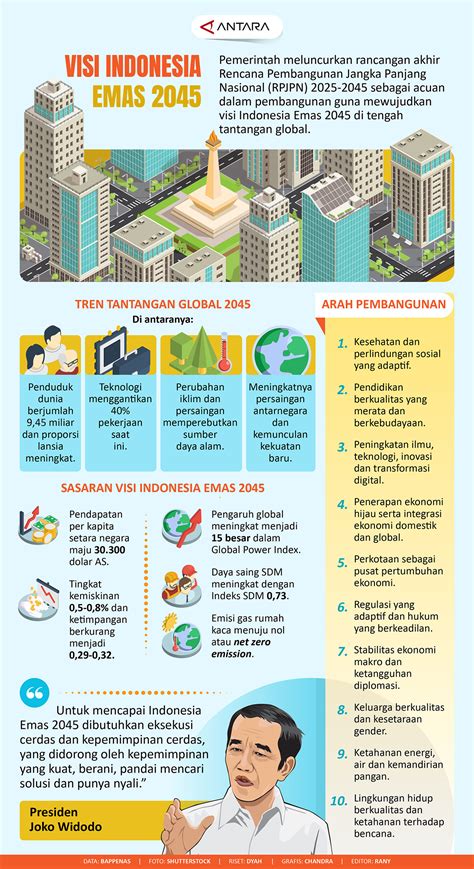 ANTARA
VISI INDONESIA
EMAS 2045
Pemerintah meluncurkan rancangan akhir
Rencana Pembangunan Jangka Panjang
Nasional (RPJPN) 2025-2045 sebagai acuan
dalam pembangunan guna mewujudkan
visi Indonesia Emas 2045 di tengah
tantangan global.
TREN TANTANGAN GLOBAL 2045
Di antaranya:
Penduduk
dunia
berjumlah
9,45 miliar
dan proporsi
lansia
meningkat.
Teknologi
menggantikan
40%
pekerjaan
saat
ini.
Perubahan
iklim dan
persaingan
memperebutkan
sumber
daya alam.
Meningkatnya
persaingan
antarnegara
dan
kemunculan
kekuatan
baru.
SASARAN VISI INDONESIA EMAS 2045
Pendapatan
per kapita
setara negara
maju 30.300
dolar AS.
Tingkat
kemiskinan
0,5-0,8% dan
ketimpangan
berkurang
menjadi
0,29-0,32.
Pengaruh global
meningkat menjadi
15 besar dalam
Global Power Index.
Daya saing SDM
meningkat dengan
Indeks SDM 0,73.
Emisi gas rumah
kaca menuju nol
atau net zero
emission.
ARAH PEMBANGUNAN
1. Kesehatan dan
perlindungan sosial
yang adaptif.
2. Pendidikan
berkualitas yang
merata dan
berkebudayaan.
3. Peningkatan ilmu,
teknologi, inovasi
dan transformasi
digital.
4. Penerapan ekonomi
hijau serta integrasi
ekonomi domestik
dan global.
5. Perkotaan sebagai
pusat pertumbuhan
ekonomi.
6. Regulasi yang
adaptif dan hukum
yang berkeadilan.
7. Stabilitas ekonomi
makro dan
ketangguhan
diplomasi.
8. Keluarga berkualitas
dan kesetaraan
gender.
9. Ketahanan energi,
air dan kemandirian
pangan.
10. Lingkungan hidup
berkualitas dan
ketahanan terhadap
bencana.
“
Untuk mencapai Indonesia
Emas 2045 dibutuhkan eksekusi
cerdas dan kepemimpinan cerdas,
yang didorong oleh kepemimpinan
yang kuat, berani, pandai mencari
solusi dan punya nyali.”
Presiden
Joko Widodo
DATA: BAPPENAS | FOTO: SHUTTERSTOCK | RISET: DYAH | GRAFIS: CHANDRA | EDITOR: RANY